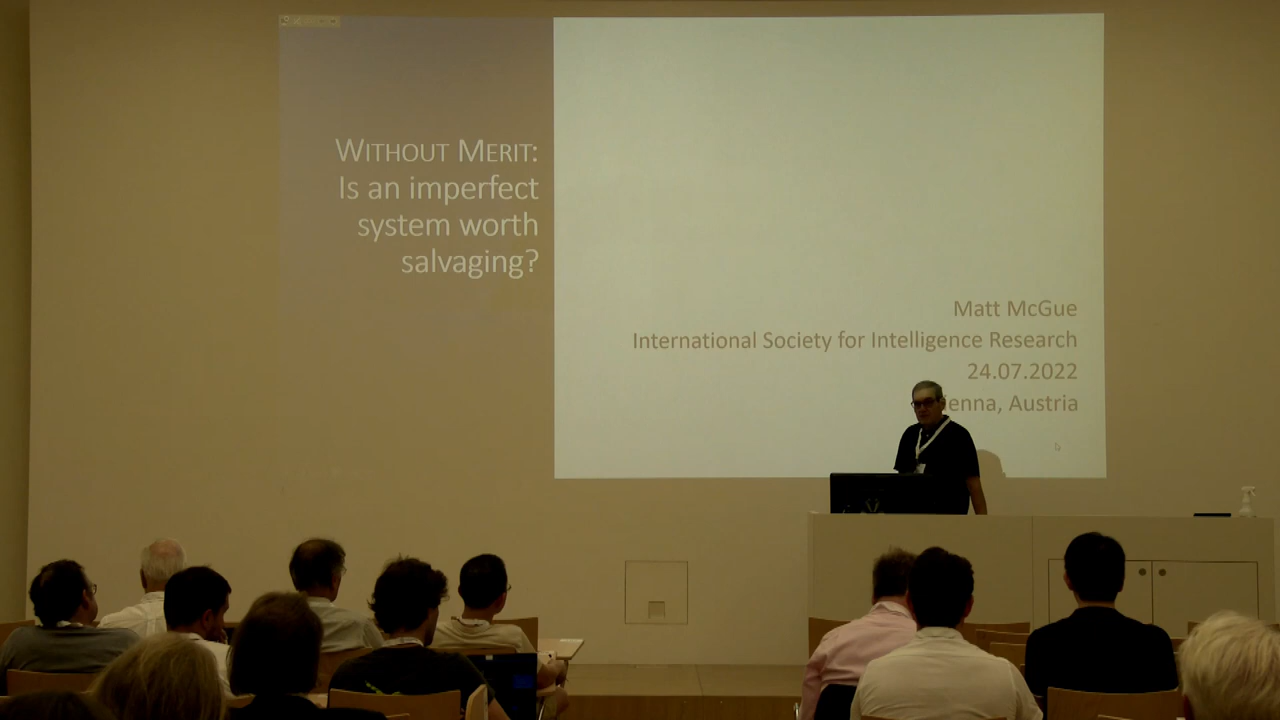 WITHOUT MERIT:
Is an imperfect
system worth
salvaging?
Matt McGue
International Society for Intelligence Research
24.07.2022
enna, Austria